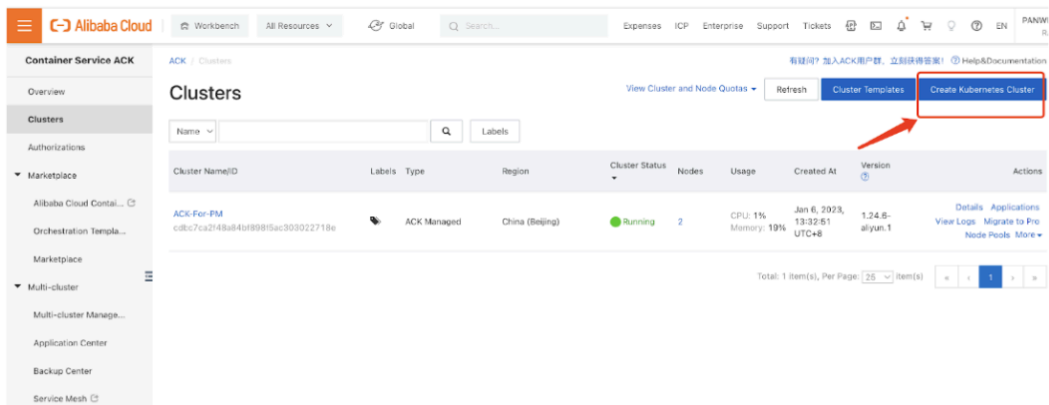 Alibaba Cloud
Workbench
All Resources
Global
Search...
Expenses ICP Enterprise Support Tickets EN
PANW
Container Service ACK
Overview
Clusters
Authorizations
Marketplace
Alibaba Cloud Contai...
Orchestration Templa...
Marketplace
Multi-cluster
Multi-cluster Manage...
Application Center
Backup Center
Service Mesh
ACK / Clusters
有疑问? 加入ACK用户群, 立刻获得答案! Help&Documentation
Clusters
View Cluster and Node Quotas Refresh Cluster Templates Create Kubernetes Cluster
Name Labels
Cluster Name/ID Labels Type Region Cluster Status Nodes Usage Created At Version Actions
ACK-For-PM
ACK Managed China (Beijing) Running 2
CPU: 1%
Memory: 19%
Jan 6, 2023,
13:32:51
UTC+8
1.24.6-
aliyun.1
Details Applications
View Logs Migrate to Pro
Node Pools More
Total: 1 item(s), Per Page: 25 item(s) « ‹ 1 › »